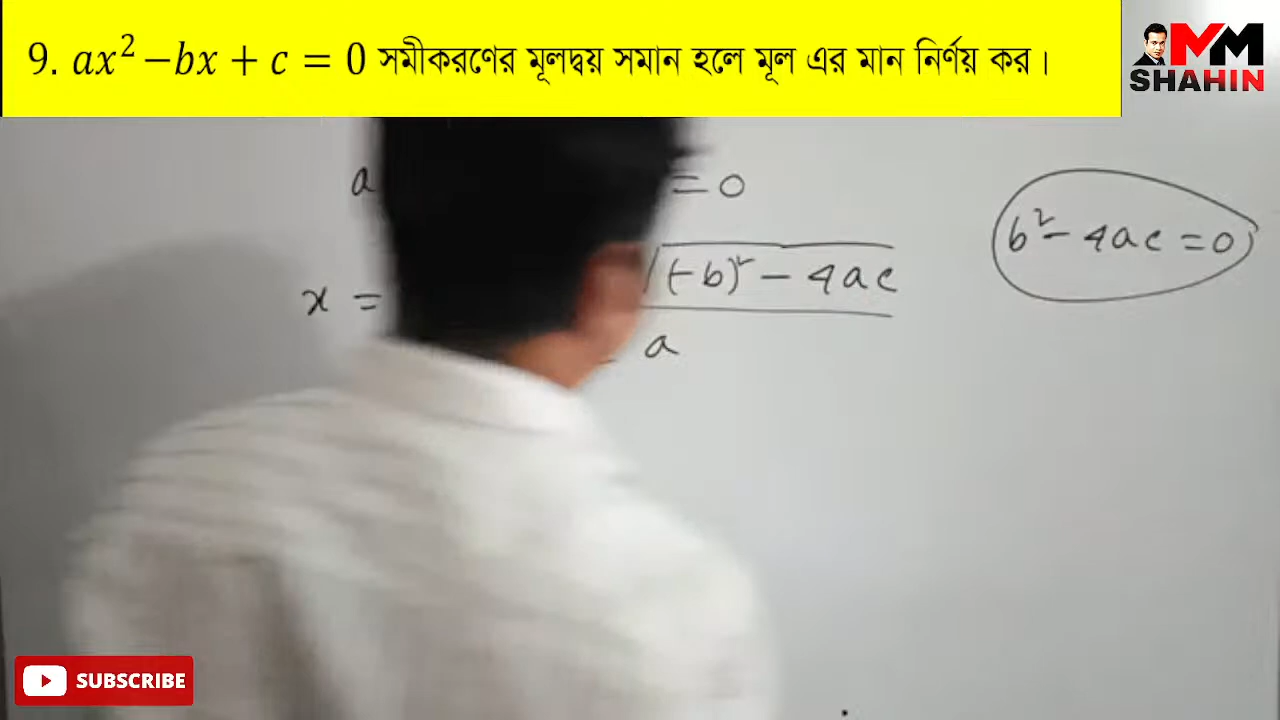 9. ax² − bx + c = 0 সমীকরণের মূলদ্বয় সমান হলে মূল এর মান নির্ণয় কর।
MM
SHAHIN
a = 0
b² - 4ac = 0
x = √(-b)² - 4ac
a
SUBSCRIBE